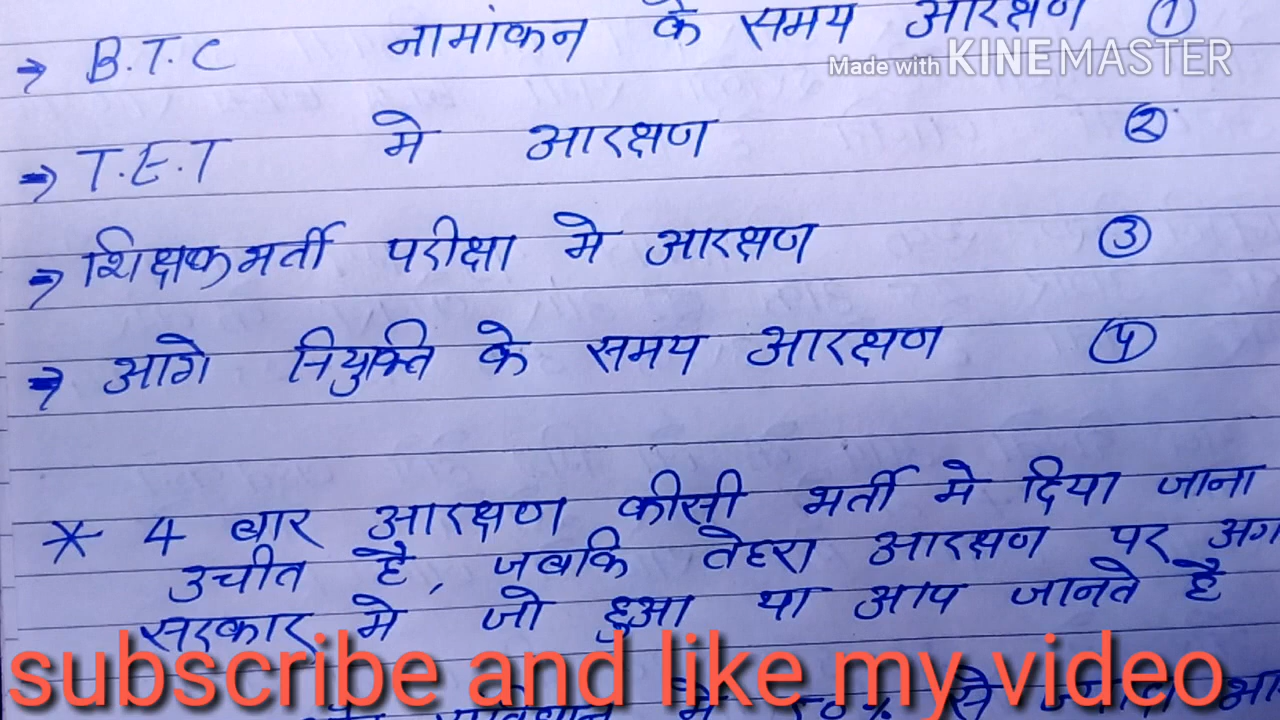 → B.T.C नामांकन के समय आरक्षण ①
Made with KINEMASTER
→ T.E.T मे आरक्षण ②
→ शिक्षक भर्ती परीक्षा मे आरक्षण ③
→ आगे नियुक्ति के समय आरक्षण ④
* 4 बार आरक्षण कीसी भर्ती मे दिया जाना
उचीत है, जबकि तेहरा आरक्षण पर
सरकार मे जो हुआ था आप जानते है
subscribe and like my video
मे 50% से